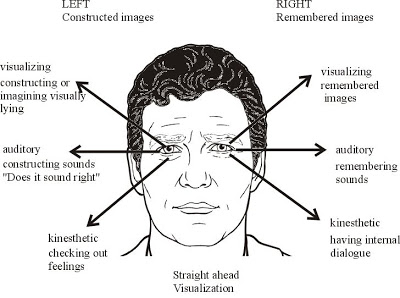 LEFT
Constructed images
RIGHT
Remembered images
visualizing
constructing or
imagining visually
lying
visualizing
remembered
images
auditory
constructing sounds
"Does it sound right"
auditory
remembering
sounds
kinesthetic
checking out
feelings
kinesthetic
having internal
dialogue
Straight ahead
Visualization